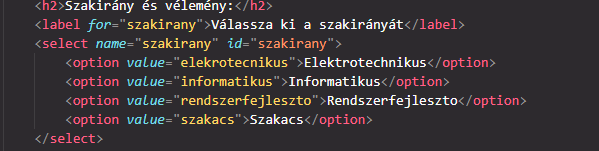 <h2>Szakirány és vélemény:</h2>
<label for="szakirany">Válassza ki a szakirányát</label>
<select name="szakirany" id="szakirany">
<option value="elekrotecnikus">Elektrotechnikus</option>
<option value="informatikus">Informatikus</option>
<option value="rendszerfejleszto">Rendszerfejleszto</option>
<option value="szakacs">Szakacs</option>
</select>